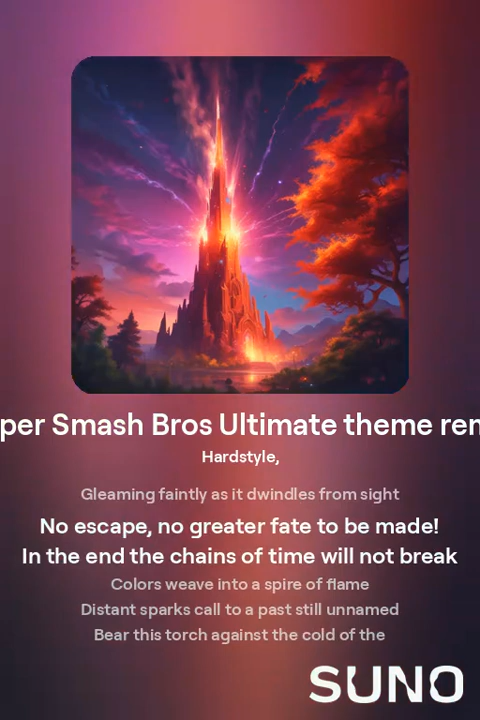 per Smash Bros Ultimate theme rem
Hardstyle,
Gleaming faintly as it dwindles from sight
No escape, no greater fate to be made!
In the end the chains of time will not break
Colors weave into a spire of flame
Distant sparks call to a past still unnamed
Bear this torch against the cold of the
SUNO